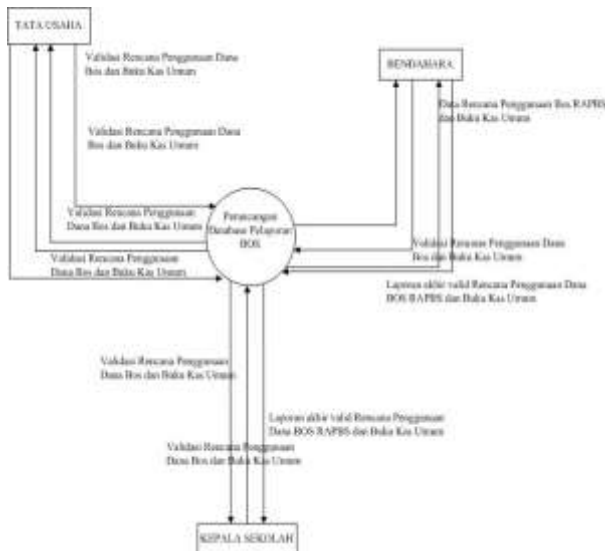 TATA USAHA
Validasi Rencana Penggunaan Dana
Bos dan Buku Kas Umum
BENDAHARA
Data Rencana Penggunaan Bos RAPBS
dan Buku Kas Umum
Validasi Rencana Penggunaan Dana
Bos dan Buku Kas Umum
Perancangan
Database Pelaporan
BOS
Validasi Rencana Penggunaan
Dana Bos dan Buku Kas Umum
Validasi Rencana Penggunaan
Dana Bos dan Buku Kas Umum
Validasi Rencana Penggunaan Dana
Bos dan Buku Kas Umum
Laporan akhir valid Rencana Penggunaan Dana
BOS RAPBS dan Buku Kas Umum
Validasi Rencana Penggunaan
Dana Bos dan Buku Kas Umum
Laporan akhir valid Rencana Penggunaan
Dana BOS RAPBS dan Buku Kas Umum
Validasi Rencana Penggunaan
Dana Bos dan Buku Kas Umum
KEPALA SEKOLAH